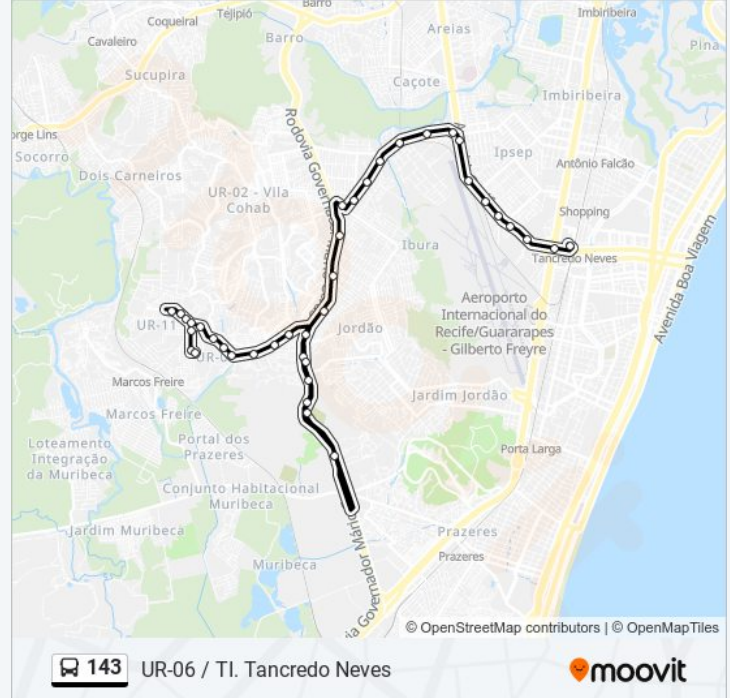 Barro
Coqueiral
Tejipió
Imbiribeira
Cavaleiro
Barro
Areias
Pina
Sucupira
Caçote
Imbiribeira
orge Lins
Socorro
Ipsep
Antônio Falcão
Dois Carneiros
UR-02 - Vila
Cohab
Rodovia Governa
Shopping
Ibura
Tancredo Neves
Avenida Boa Viagem
Aeroporto
Internacional do
Recife/Guararapes
- Gilberto Freyre
UR-11
Jordão
UR-0
Marcos Freire
Jardim Jordão
Marcos Freire
Loteamento
Integração
da Muribeca
Portal dos
Prazeres
Porta Larga
Conjunto Habitacional
Muribeca
Jardim Muribeca
Prazeres
Prazeres
Muribeca
ia Governador Mário
© OpenStreetMap contributors | © OpenMapTiles
143 UR-06 / TI. Tancredo Neves
moovit